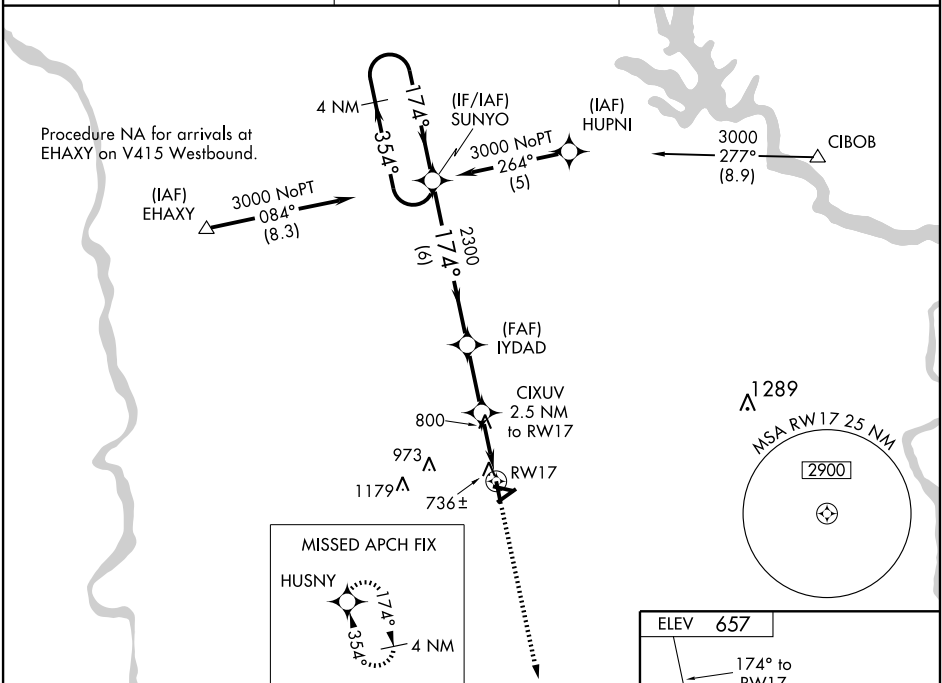 4 NM
174°
354°
(IF/IAF)
SUNYO
(IAF)
HUPNI
3000 NoPT
264°
(5)
3000
277°
(8.9)
CIBOB
Procedure NA for arrivals at
EHAXY on V415 Westbound.
(IAF)
EHAXY
3000 NoPT
084°
(8.3)
2300
174°
(6)
(FAF)
IYDAD
CIXUV
2.5 NM
to RW17
800
973
1179
736±
RW17
1289
MSA RW17 25 NM
2900
MISSED APCH FIX
HUSNY
174°
354°
4 NM
ELEV 657
174° to
RW17